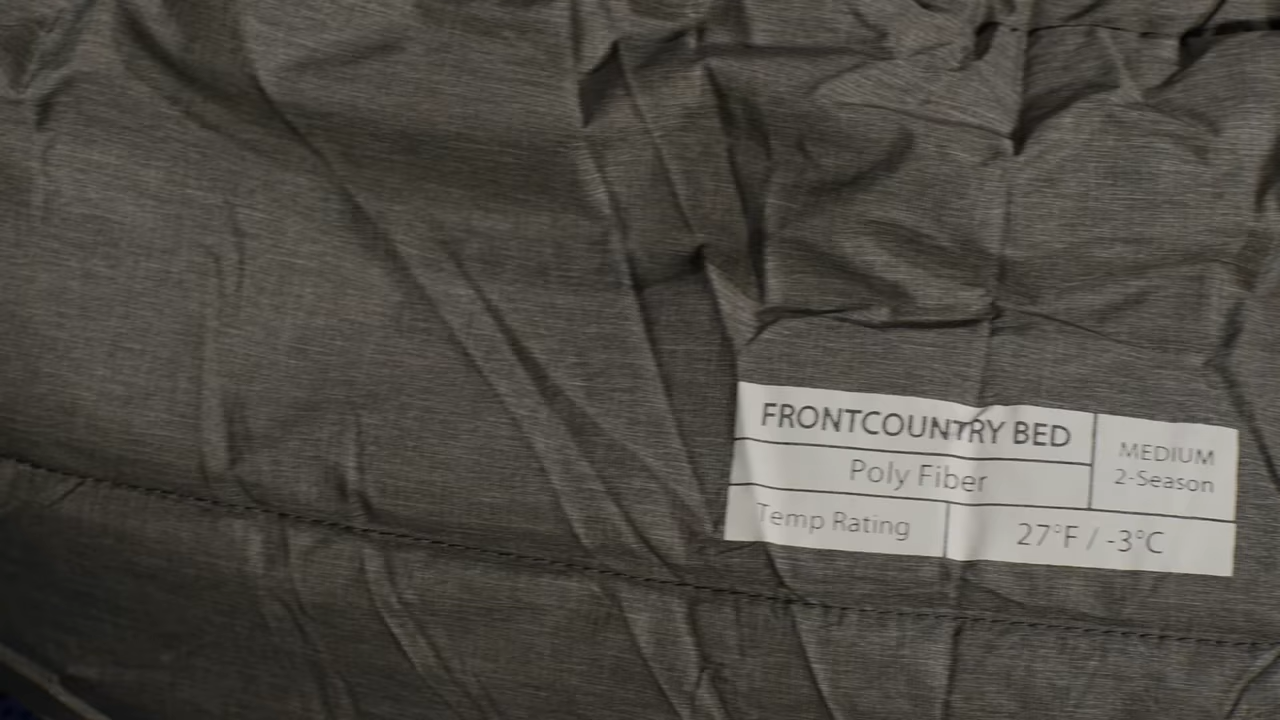 FRONTCOUNTRY BED
MEDIUM
2-Season
Poly Fiber
Temp Rating
27°F / -3°C